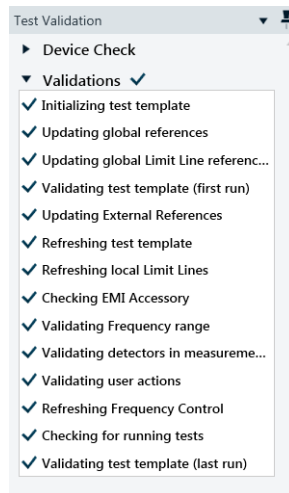 Test Validation
Device Check
Validations
Initializing test template
Updating global references
Updating global Limit Line referenc...
Validating test template (first run)
Updating External References
Refreshing test template
Refreshing local Limit Lines
Checking EMI Accessory
Validating Frequency range
Validating detectors in measureme...
Validating user actions
Refreshing Frequency Control
Checking for running tests
Validating test template (last run)